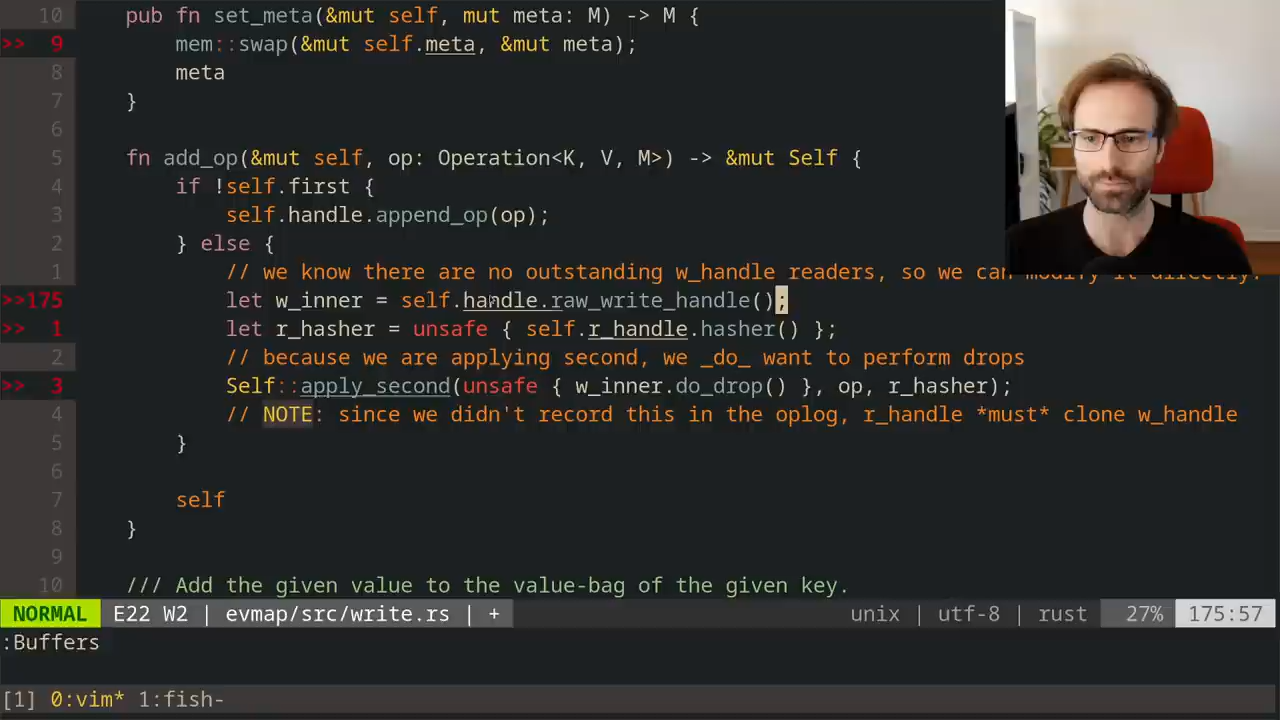 10 pub fn set_meta(&mut self, mut meta: M) -> M {
>> 9 mem::swap(&mut self.meta, &mut meta);
8 meta
7 }
6
5 fn add_op(&mut self, op: Operation<K, V, M>) -> &mut Self {
4 if !self.first {
3 self.handle.append_op(op);
2 } else {
1 // we know there are no outstanding w_handle readers, so we can modify it directly.
>>175 let w_inner = self.handle.raw_write_handle();
>> 1 let r_hasher = unsafe { self.r_handle.hasher() };
2 // because we are applying second, we _do_ want to perform drops
>> 3 Self::apply_second(unsafe { w_inner.do_drop() }, op, r_hasher);
4 // NOTE: since we didn't record this in the oplog, r_handle *must* clone w_handle
5 }
6
7 self
8 }
9
10 /// Add the given value to the value-bag of the given key.
NORMAL E22 W2 | evmap/src/write.rs | + unix | utf-8 | rust 27% 175:57
:Buffers
[1] 0:vim* 1:fish-